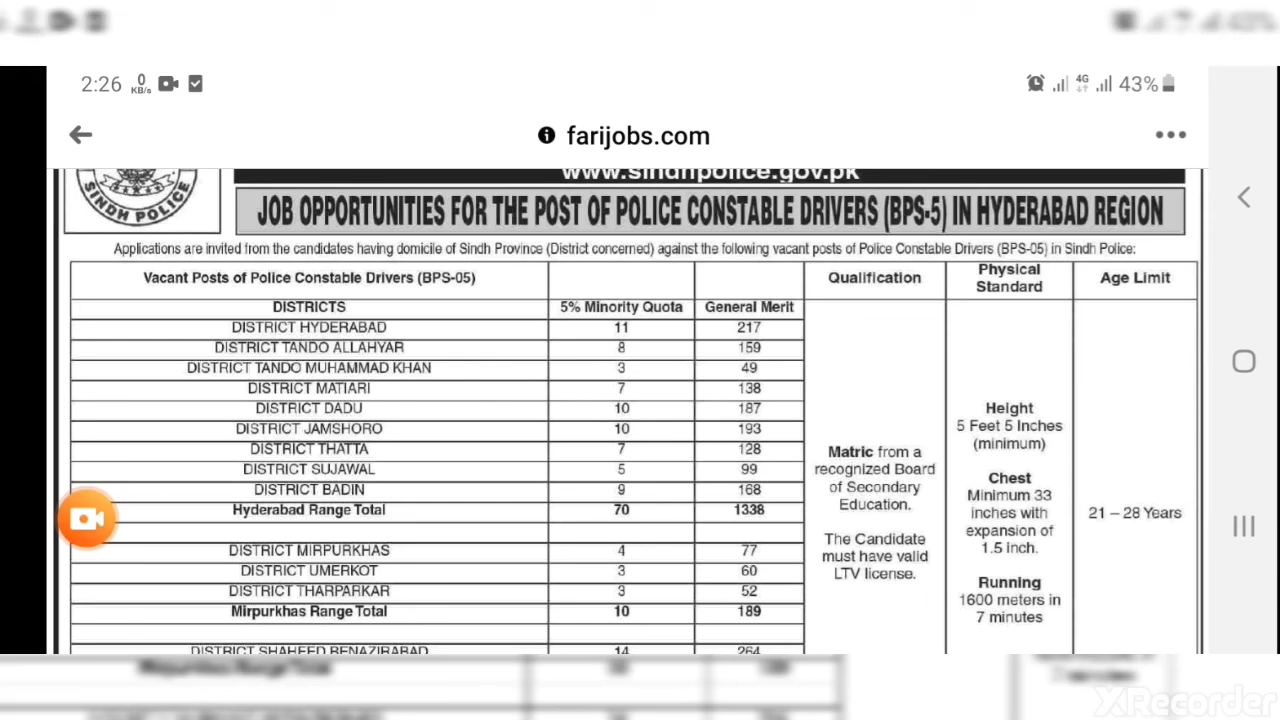 2:26 0 KB/s 4G 43%
farijobs.com
SINDH POLICE
www.sindhpolice.gov.pk
JOB OPPORTUNITIES FOR THE POST OF POLICE CONSTABLE DRIVERS (BPS-5) IN HYDERABAD REGION
Applications are invited from the candidates having domicile of Sindh Province (District concerned) against the following vacant posts of Police Constable Drivers (BPS-05) in Sindh Police:
Vacant Posts of Police Constable Drivers (BPS-05) Qualification Physical Standard Age Limit
DISTRICTS 5% Minority Quota General Merit
DISTRICT HYDERABAD 11 217
DISTRICT TANDO ALLAHYAR 8 159
DISTRICT TANDO MUHAMMAD KHAN 3 49
DISTRICT MATIARI 7 138
DISTRICT DADU 10 187
DISTRICT JAMSHORO 10 193
DISTRICT THATTA 7 128
DISTRICT SUJAWAL 5 99
DISTRICT BADIN 9 168
Hyderabad Range Total 70 1338
DISTRICT MIRPURKHAS 4 77
DISTRICT UMERKOT 3 60
DISTRICT THARPARKAR 3 52
Mirpurkhas Range Total 10 189
DISTRICT SHAHEED BENAZIRABAD 14 264
Matric from a
recognized Board
of Secondary
Education.
The Candidate
must have valid
LTV license.
Height
5 Feet 5 Inches
(minimum)
Chest
Minimum 33
inches with
expansion of
1.5 inch.
Running
1600 meters in
7 minutes
21 – 28 Years
XRecorder